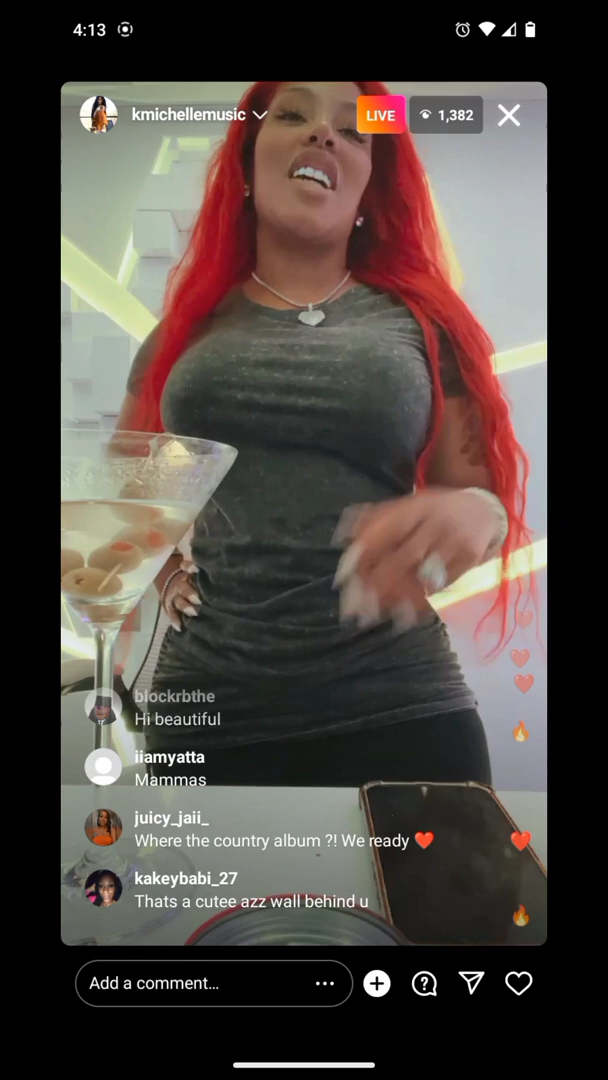 4:13
kmichellemusic
LIVE
1,382
blockrbthe
Hi beautiful
iiamyatta
Mammas
juicy_jaii_
Where the country album ?! We ready ❤️
kakeybabi_27
Thats a cutee azz wall behind u
Add a comment…